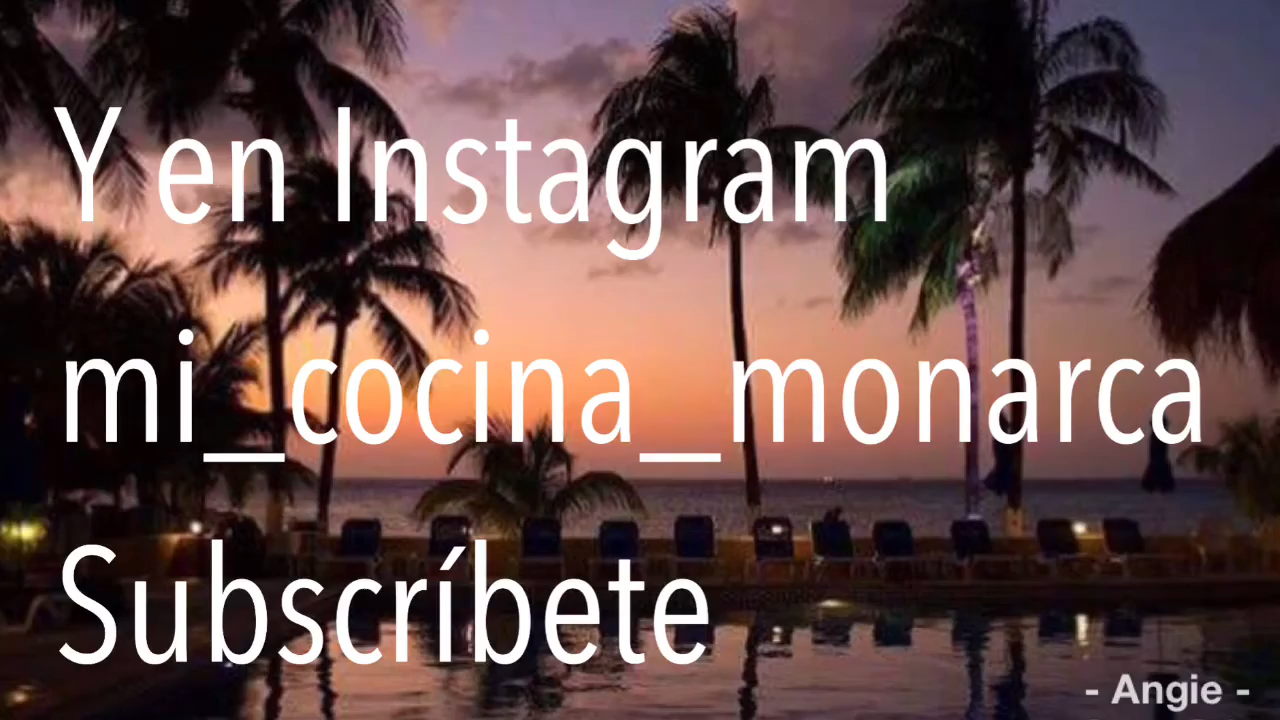 Y en Instagram
mi_cocina_monarca
Subscríbete
- Angie -